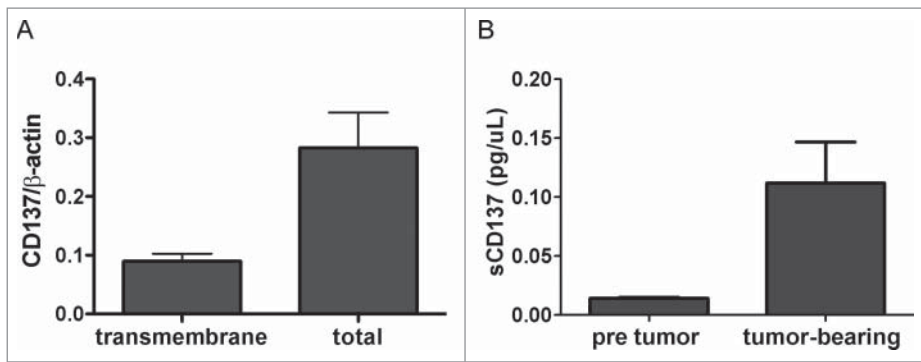 A
CD137/β-actin
0.4
0.3
0.2
0.1
0.0
transmembrane total
B
sCD137 (pg/uL)
0.20
0.15
0.10
0.05
0.00
pre tumor tumor-bearing